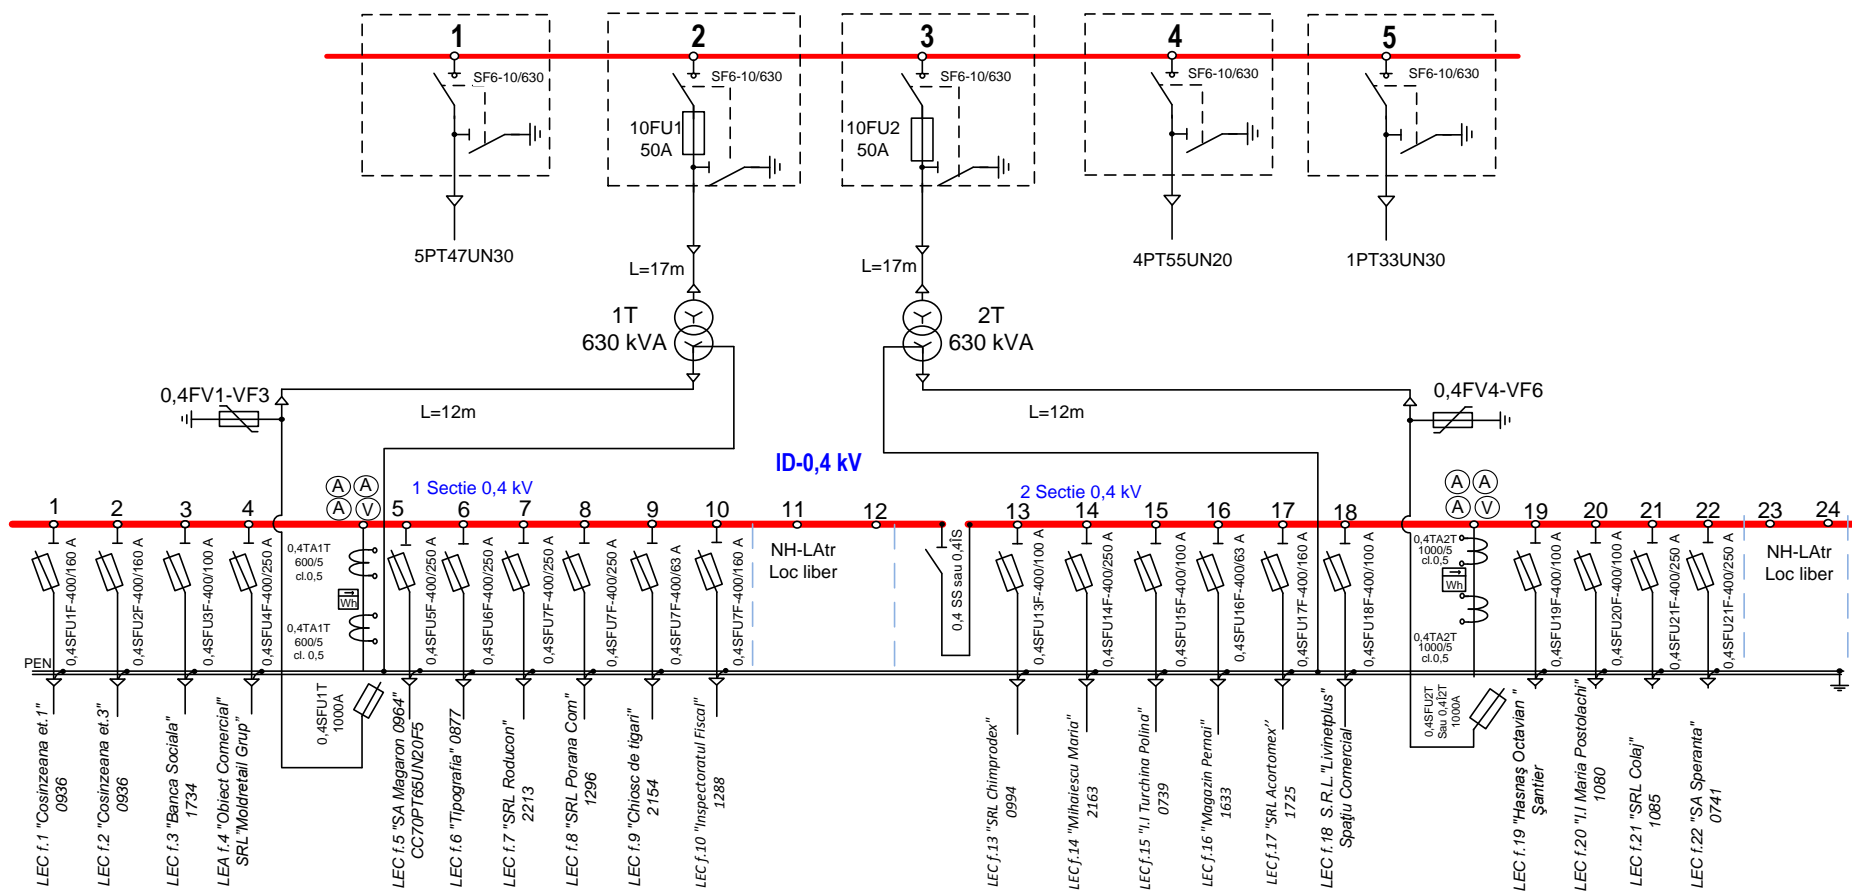 1
2
3
4
5
SF6-10/630
SF6-10/630
SF6-10/630
SF6-10/630
SF6-10/630
10FU1
50A
10FU2
50A
5PT47UN30
4PT55UN20
1PT33UN30
L=17m
L=17m
1T
630 kVA
2T
630 kVA
0,4FV1-VF3
0,4FV4-VF6
L=12m
L=12m
ID-0,4 kV
1 Sectie 0,4 kV
2 Sectie 0,4 kV
A A
A V
A A
A V
1 2 3 4 5 6 7 8 9 10 11 12 13 14 15 16 17 18 19 20 21 22 23 24
0,4SFU1F-400/160 A
0,4SFU2F-400/160 A
0,4SFU3F-400/100 A
0,4SFU4F-400/250 A
0,4TA1T
600/5
cl.0,5
Wh
0,4TA1T
600/5
cl. 0,5
0,4SFU5F-400/250 A
0,4SFU6F-400/250 A
0,4SFU7F-400/250 A
0,4SFU7F-400/250 A
0,4SFU7F-400/63 A
0,4SFU7F-400/160 A
NH-LAtr
Loc liber
0,4 SS sau 0,4ÎS
0,4SFU13F-400/100 A
0,4SFU14F-400/250 A
0,4SFU15F-400/100 A
0,4SFU16F-400/63 A
0,4SFU17F-400/160 A
0,4SFU18F-400/100 A
0,4TA2T
1000/5
cl.0,5
Wh
0,4TA2T
1000/5
cl.0,5
0,4SFU19F-400/100 A
0,4SFU20F-400/100 A
0,4SFU21F-400/250 A
0,4SFU21F-400/250 A
NH-LAtr
Loc liber
PEN
0,4SFU1T
1000A
0,4SFU2T
Sau 0,4Î2T
1000A
LEC f.1 "Cosinzeana et.1"
0936
LEC f.2 "Cosinzeana et.3"
0936
LEC f.3 "Banca Sociala"
1734
LEA f.4 "Obiect Comercial"
SRL"Moldretail Grup"
LEC f.5 "SA Magaron 0964"
CC70PT65UN20F5
LEC f.6 "Tipografia" 0877
LEC f.7 "SRL Roducon"
2213
LEC f.8 "SRL Porana Com"
1296
LEC f.9 "Chiosc de tigari"
2154
LEC f.10 "Inspectoratul Fiscal"
1288
LEC f.13 "SRL Chimprodex"
0994
LEC f.14 "Mihaiescu Maria"
2163
LEC f.15 "I.I Turchina Polina"
0739
LEC f.16 "Magazin Pernai"
1633
LEC f.17 "SRL Acortomex"
1725
LEC f.18 S.R.L."Livinetplus"
Spațiu Comercial
LEC f.19 "Hasnaș Octavian "
Șantier
LEC f.20 "I.I Maria Postolachi"
1080
LEC f.21 "SRL Colaj"
1085
LEC f.22 "SA Speranta"
0741